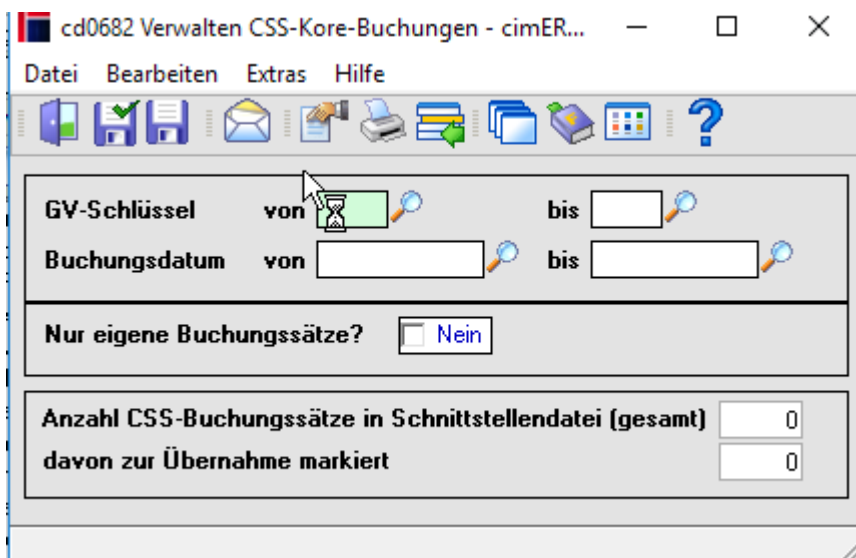 cd0682 Verwalten CSS-Kore-Buchungen - cimER...
Datei Bearbeiten Extras Hilfe
GV-Schlüssel von bis
Buchungsdatum von bis
Nur eigene Buchungssätze? Nein
Anzahl CSS-Buchungssätze in Schnittstellendatei (gesamt) 0
davon zur Übernahme markiert 0